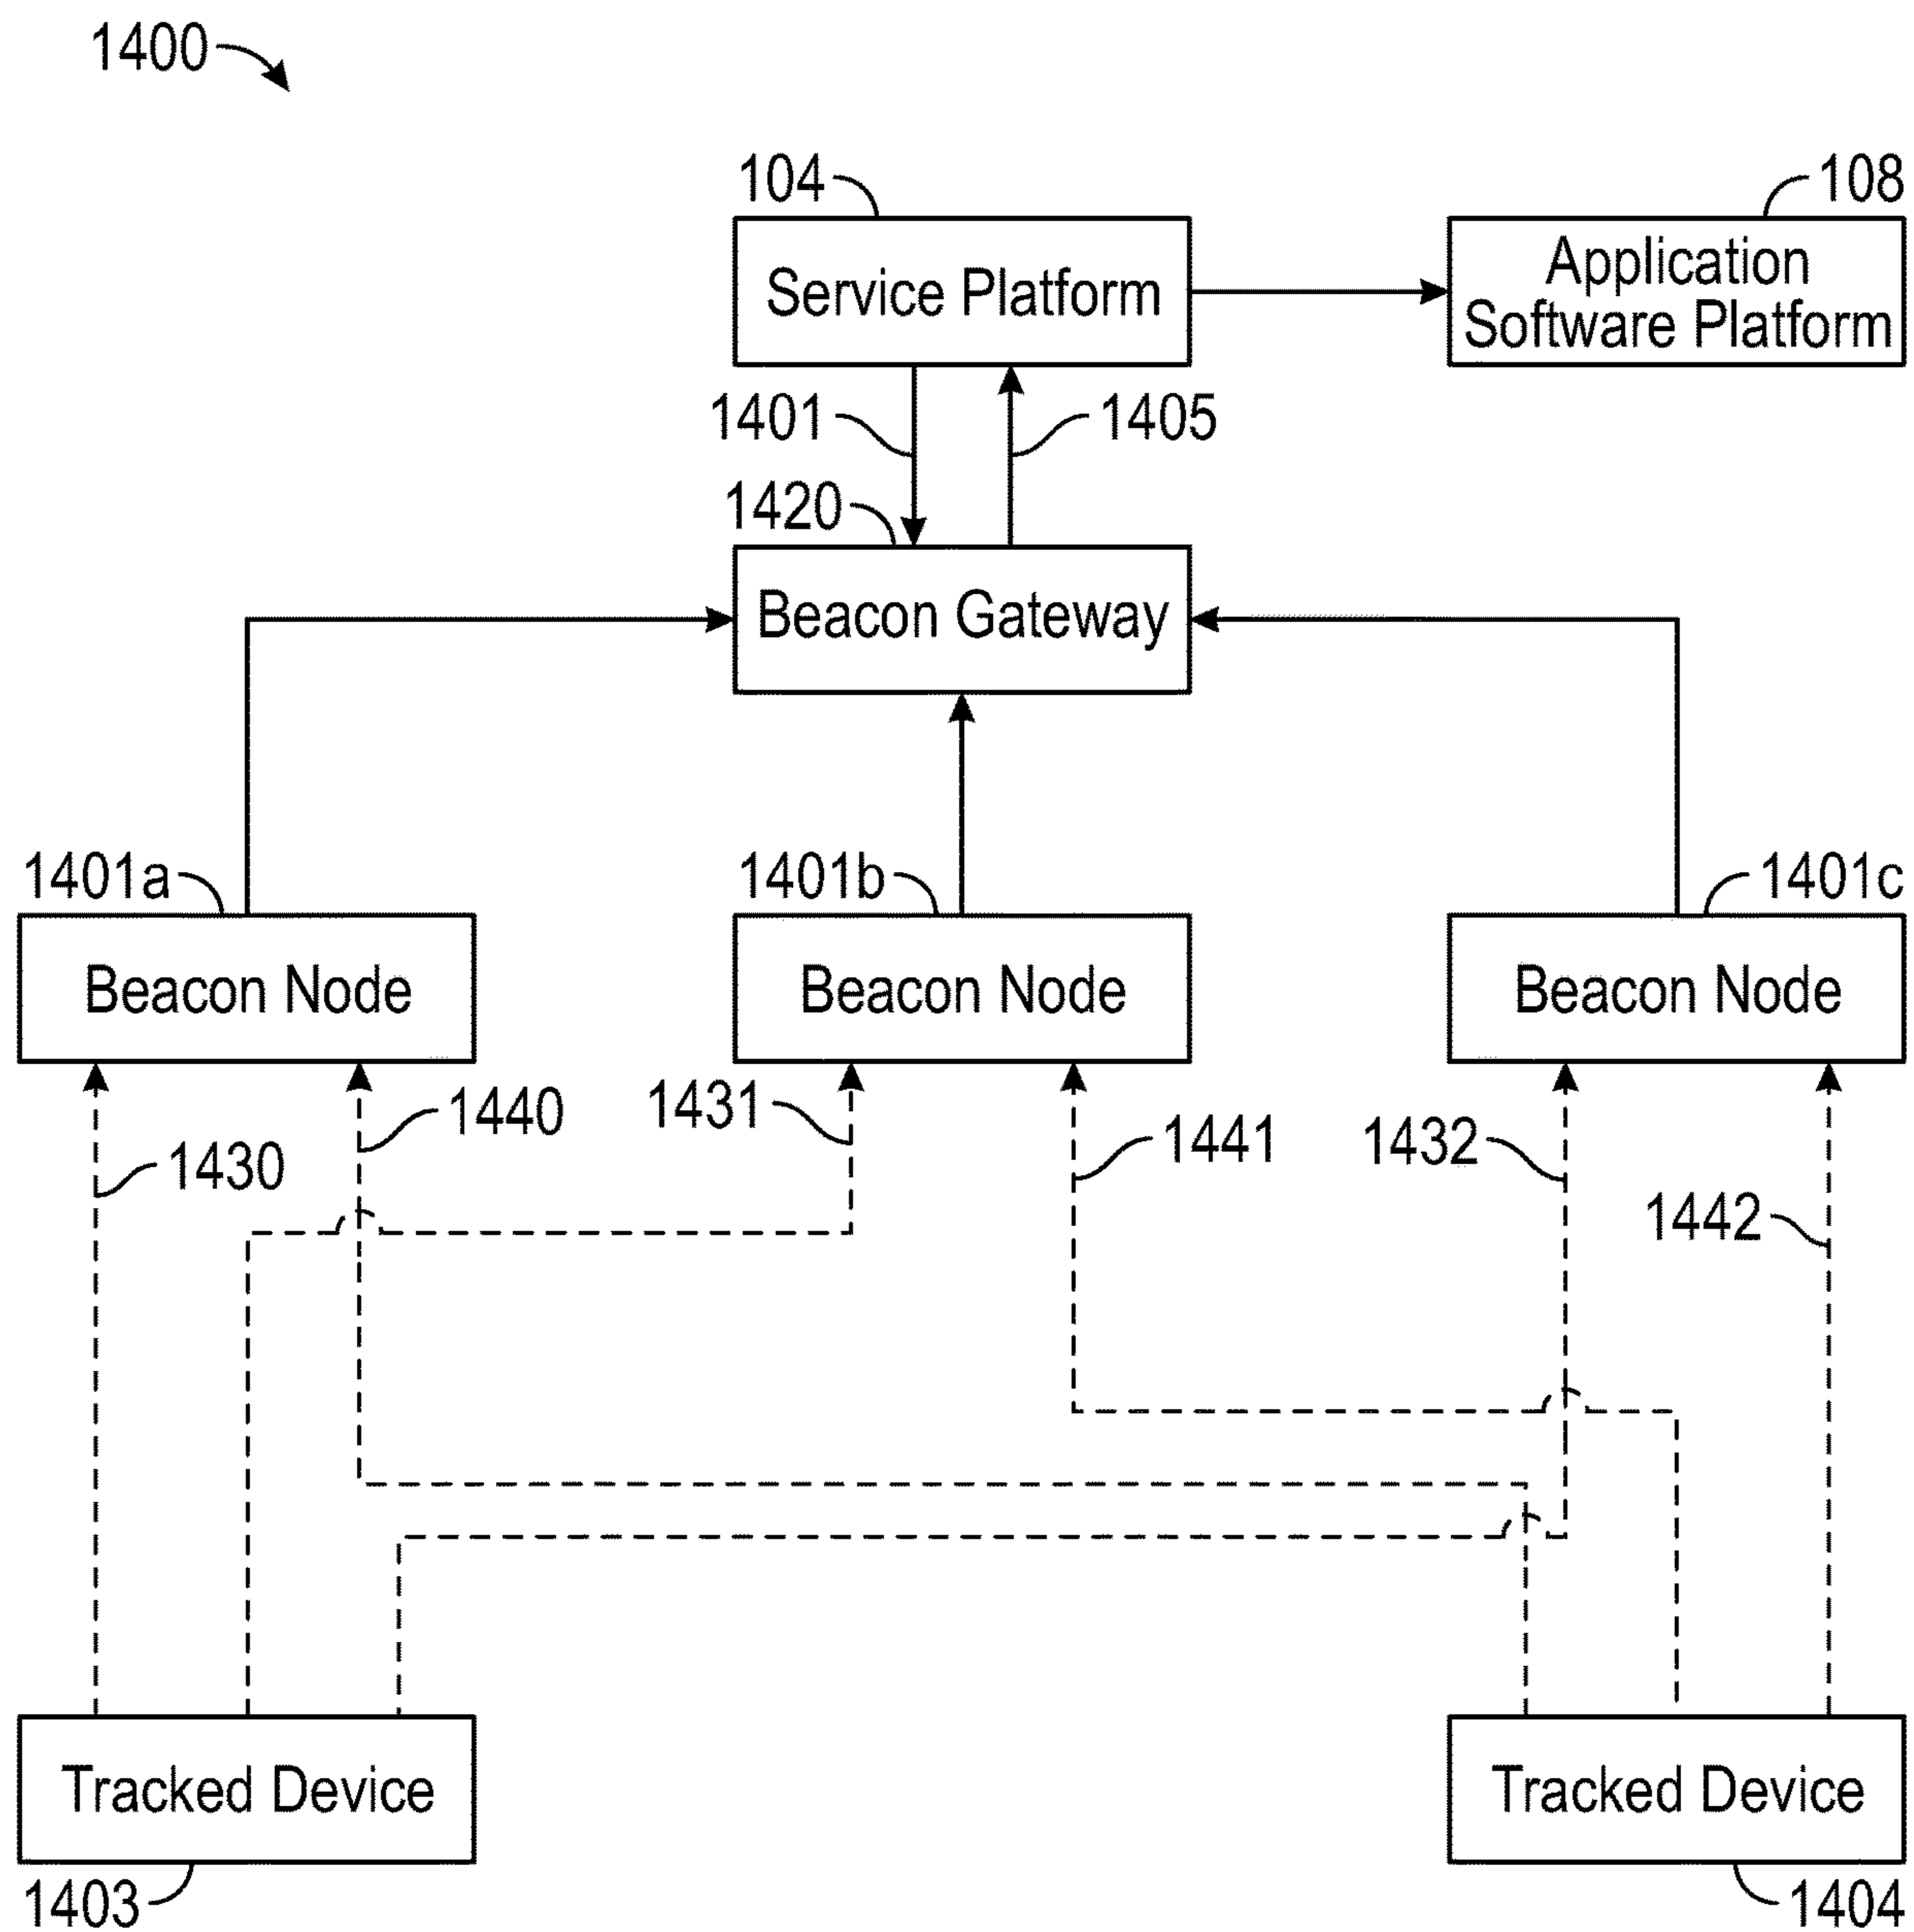 1400
104
108
Service Platform
Application
Software Platform
1401
1405
1420
Beacon Gateway
1401a
1401b
1401c
Beacon Node
Beacon Node
Beacon Node
1440
1431
1430
1441
1432
1442
Tracked Device
Tracked Device
1403
1404